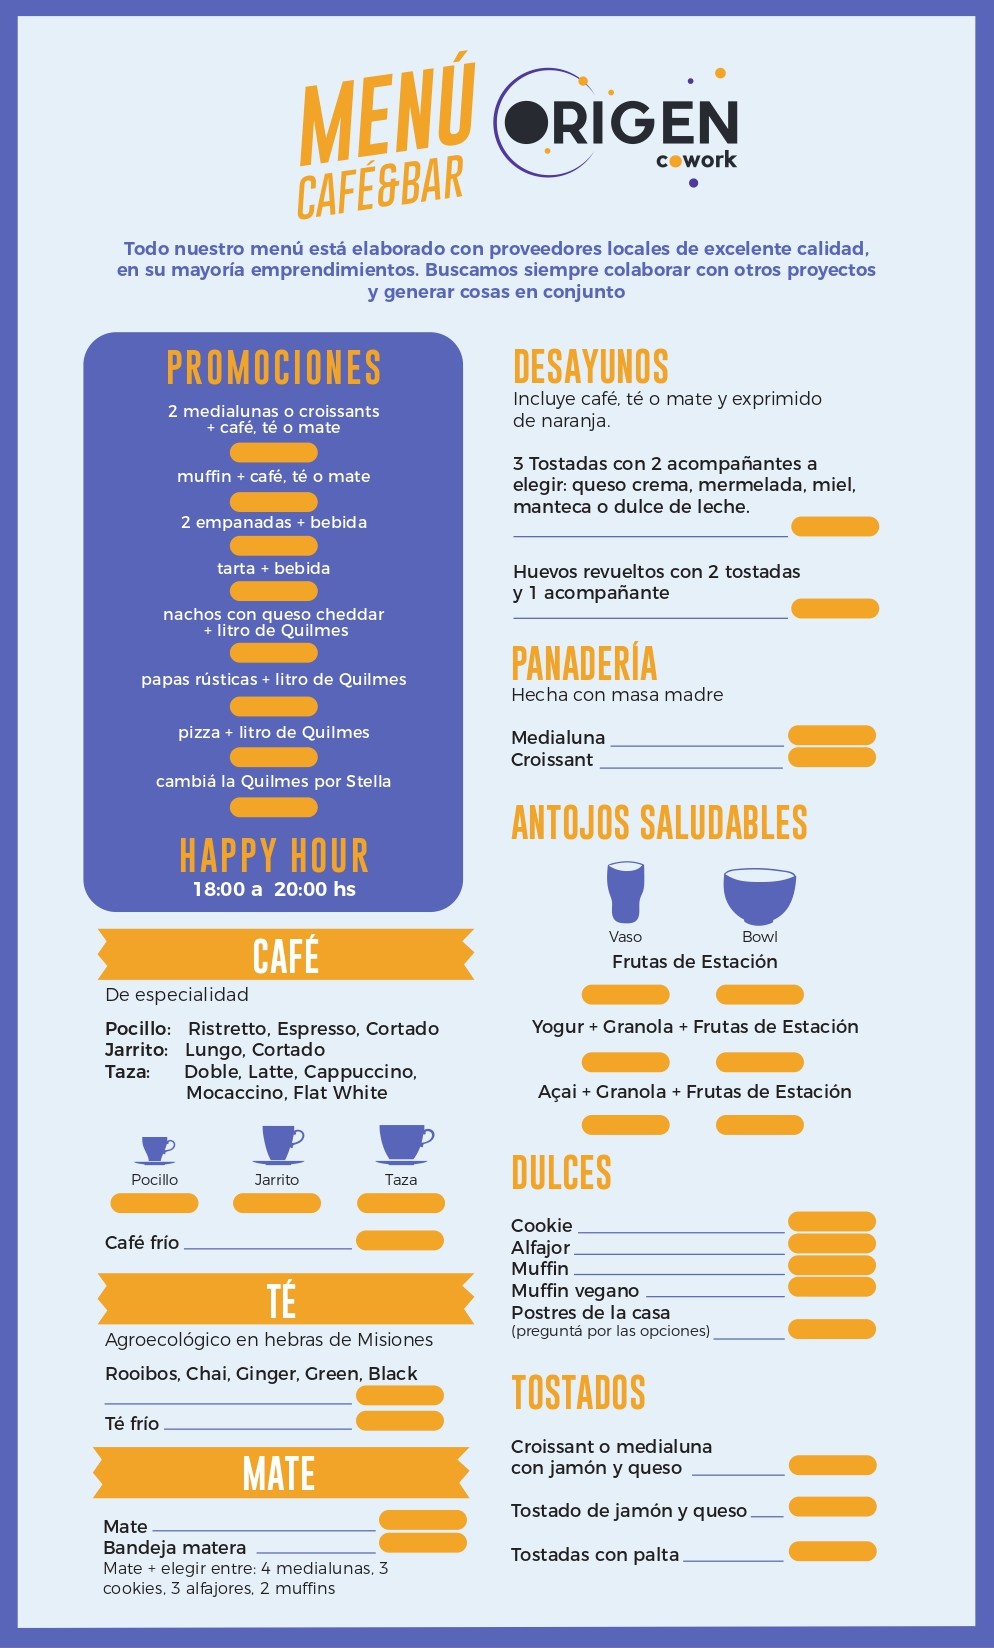 MENÚ
CAFÉ&BAR
ORIGEN
cowork
Todo nuestro menú está elaborado con proveedores locales de excelente calidad,
en su mayoría emprendimientos. Buscamos siempre colaborar con otros proyectos
y generar cosas en conjunto
PROMOCIONES
2 medialunas o croissants
+ café, té o mate
muffin + café, té o mate
2 empanadas + bebida
tarta + bebida
nachos con queso cheddar
+ litro de Quilmes
papas rústicas + litro de Quilmes
pizza + litro de Quilmes
cambiá la Quilmes por Stella
HAPPY HOUR
18:00 a 20:00 hs
CAFÉ
De especialidad
Pocillo: Ristretto, Espresso, Cortado
Jarrito: Lungo, Cortado
Taza: Doble, Latte, Cappuccino,
Mocaccino, Flat White
Pocillo Jarrito Taza
Café frío
TÉ
Agroecológico en hebras de Misiones
Rooibos, Chai, Ginger, Green, Black
Té frío
MATE
Mate
Bandeja matera
Mate + elegir entre: 4 medialunas, 3
cookies, 3 alfajores, 2 muffins
DESAYUNOS
Incluye café, té o mate y exprimido
de naranja.
3 Tostadas con 2 acompañantes a
elegir: queso crema, mermelada, miel,
manteca o dulce de leche.
Huevos revueltos con 2 tostadas
y 1 acompañante
PANADERÍA
Hecha con masa madre
Medialuna
Croissant
ANTOJOS SALUDABLES
Vaso Bowl
Frutas de Estación
Yogur + Granola + Frutas de Estación
Açai + Granola + Frutas de Estación
DULCES
Cookie
Alfajor
Muffin
Muffin vegano
Postres de la casa
(preguntá por las opciones)
TOSTADOS
Croissant o medialuna
con jamón y queso
Tostado de jamón y queso
Tostadas con palta